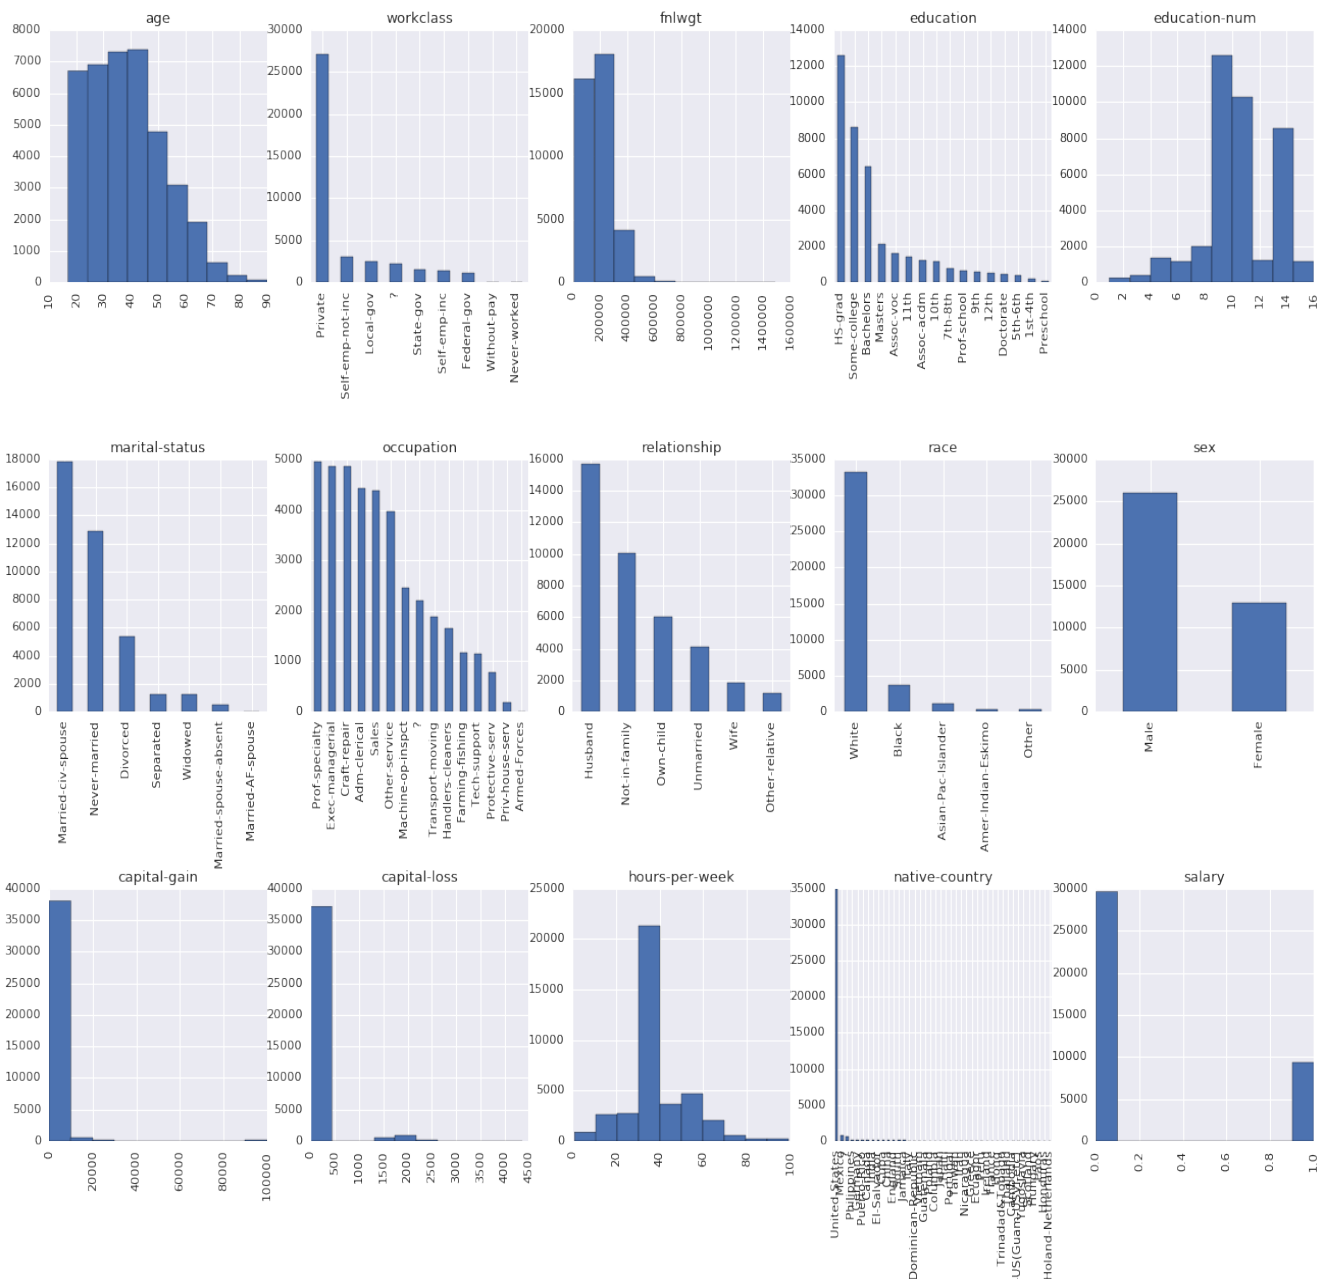 age
8000
7000
6000
5000
4000
3000
2000
1000
0
10
20
30
40
50
60
70
80
90
workclass
30000
25000
20000
15000
10000
5000
0
Private
Self-emp-not-inc
Local-gov
?
State-gov
Self-emp-inc
Federal-gov
Without-pay
Never-worked
fnlwgt
20000
15000
10000
5000
0
0
200000
400000
600000
800000
1000000
1200000
1400000
1600000
education
14000
12000
10000
8000
6000
4000
2000
0
HS-grad
Some-college
Bachelors
Masters
Assoc-voc
11th
Assoc-acdm
10th
7th-8th
Prof-school
9th
12th
Doctorate
5th-6th
1st-4th
Preschool
education-num
14000
12000
10000
8000
6000
4000
2000
0
0
2
4
6
8
10
12
14
16
marital-status
18000
16000
14000
12000
10000
8000
6000
4000
2000
0
Married-civ-spouse
Never-married
Divorced
Separated
Widowed
Married-spouse-absent
Married-AF-spouse
occupation
5000
4000
3000
2000
1000
0
Prof-specialty
Exec-managerial
Craft-repair
Adm-clerical
Sales
Other-service
Machine-op-inspct
?
Transport-moving
Handlers-cleaners
Farming-fishing
Tech-support
Protective-serv
Priv-house-serv
Armed-Forces
relationship
16000
14000
12000
10000
8000
6000
4000
2000
0
Husband
Not-in-family
Own-child
Unmarried
Wife
Other-relative
race
35000
30000
25000
20000
15000
10000
5000
0
White
Black
Asian-Pac-Islander
Amer-Indian-Eskimo
Other
sex
30000
25000
20000
15000
10000
5000
0
Male
Female
capital-gain
40000
35000
30000
25000
20000
15000
10000
5000
0
0
20000
40000
60000
80000
100000
capital-loss
40000
35000
30000
25000
20000
15000
10000
5000
0
0
500
1000
1500
2000
2500
3000
3500
4000
4500
hours-per-week
25000
20000
15000
10000
5000
0
0
20
40
60
80
100
native-country
35000
30000
25000
20000
15000
10000
5000
0
United-States
Mexico
?
Philippines
Germany
Puerto-Rico
El-Salvador
Dominican-Republic
Columbia
Portugal
Nicaragua
Ecuador
Holand-Netherlands
salary
30000
25000
20000
15000
10000
5000
0
0.0
0.2
0.4
0.6
0.8
1.0